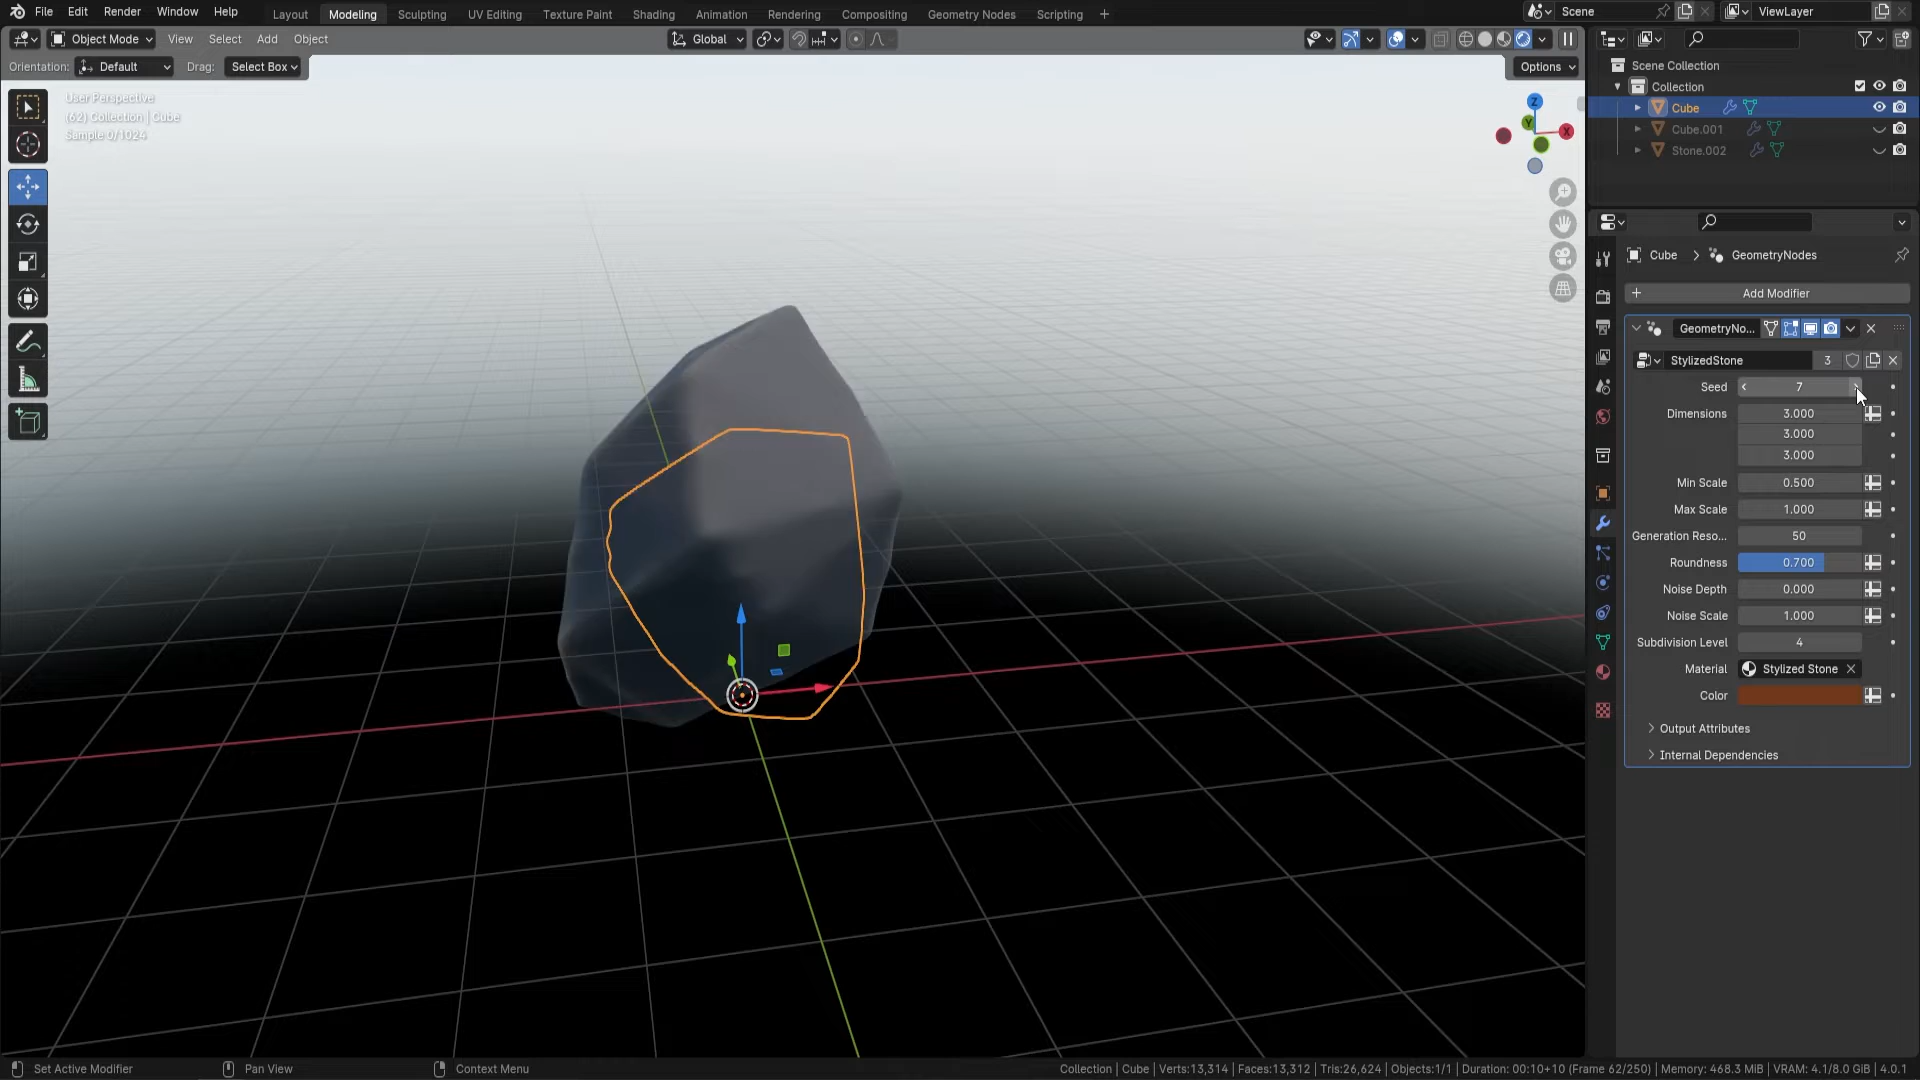 File Edit Render Window Help
Layout Modeling Sculpting UV Editing Texture Paint Shading Animation Rendering Compositing Geometry Nodes Scripting +
Scene ViewLayer
Object Mode View Select Add Object
Global
Orientation: Default Drag: Select Box
Options
User Perspective
(62) Collection | Cube
Sample 0/1024
Z
Y
X
Scene Collection
Collection
Cube
Cube.001
Stone.002
Cube > GeometryNodes
+ Add Modifier
GeometryNo...
StylizedStone 3
Seed 7
Dimensions 3.000
3.000
3.000
Min Scale 0.500
Max Scale 1.000
Generation Reso... 50
Roundness 0.700
Noise Depth 0.000
Noise Scale 1.000
Subdivision Level 4
Material Stylized Stone
Color
Output Attributes
Internal Dependencies
Set Active Modifier Pan View Context Menu
Collection | Cube | Verts:13,314 | Faces:13,312 | Tris:26,624 | Objects:1/1 | Duration: 00:10+10 (Frame 62/250) | Memory: 468.3 MiB | VRAM: 4.1/8.0 GiB | 4.0.1